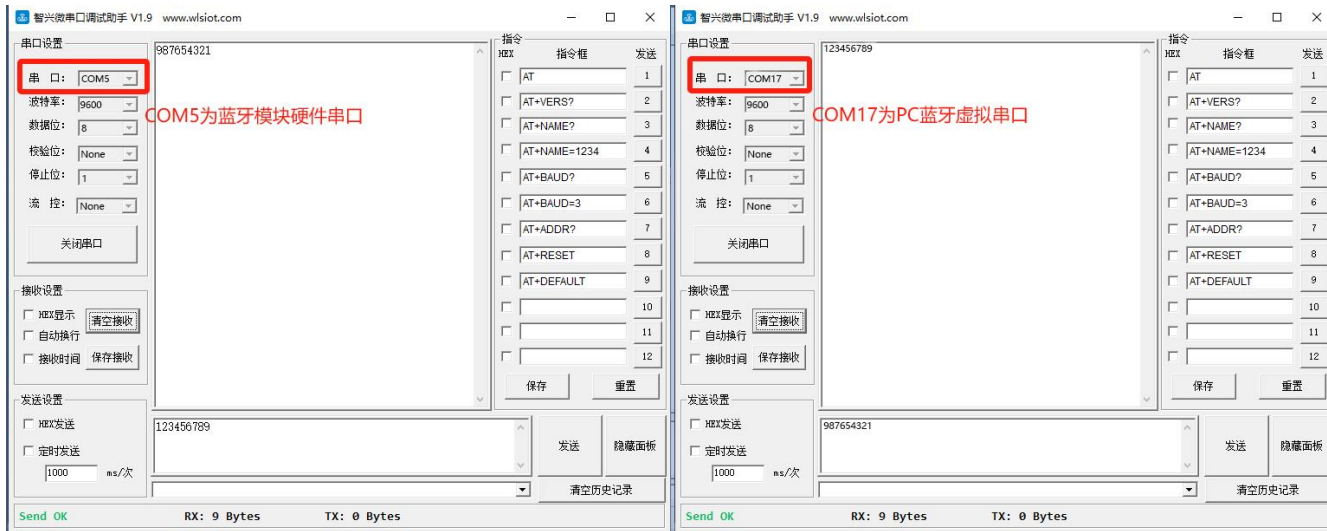 智兴微串口调试助手 V1.9 www.wlsiot.com
串口设置
串 口: COM5
波特率: 9600
数据位: 8
校验位: None
停止位: 1
流 控: None
关闭串口
接收设置
HEX显示
清空接收
自动换行
接收时间
保存接收
发送设置
HEX发送
定时发送
1000 ms/次
987654321
COM5为蓝牙模块硬件串口
123456789
指令
HEX 指令框 发送
AT 1
AT+VERS? 2
AT+NAME? 3
AT+NAME=1234 4
AT+BAUD? 5
AT+BAUD=3 6
AT+ADDR? 7
AT+RESET 8
AT+DEFAULT 9
10
11
12
保存 重置
发送 隐藏面板
清空历史记录
Send OK RX: 9 Bytes TX: 0 Bytes
智兴微串口调试助手 V1.9 www.wlsiot.com
串口设置
串 口: COM17
波特率: 9600
数据位: 8
校验位: None
停止位: 1
流 控: None
关闭串口
接收设置
HEX显示
清空接收
自动换行
接收时间
保存接收
发送设置
HEX发送
定时发送
1000 ms/次
123456789
COM17为PC蓝牙虚拟串口
987654321
指令
HEX 指令框 发送
AT 1
AT+VERS? 2
AT+NAME? 3
AT+NAME=1234 4
AT+BAUD? 5
AT+BAUD=3 6
AT+ADDR? 7
AT+RESET 8
AT+DEFAULT 9
10
11
12
保存 重置
发送 隐藏面板
清空历史记录
Send OK RX: 9 Bytes TX: 0 Bytes